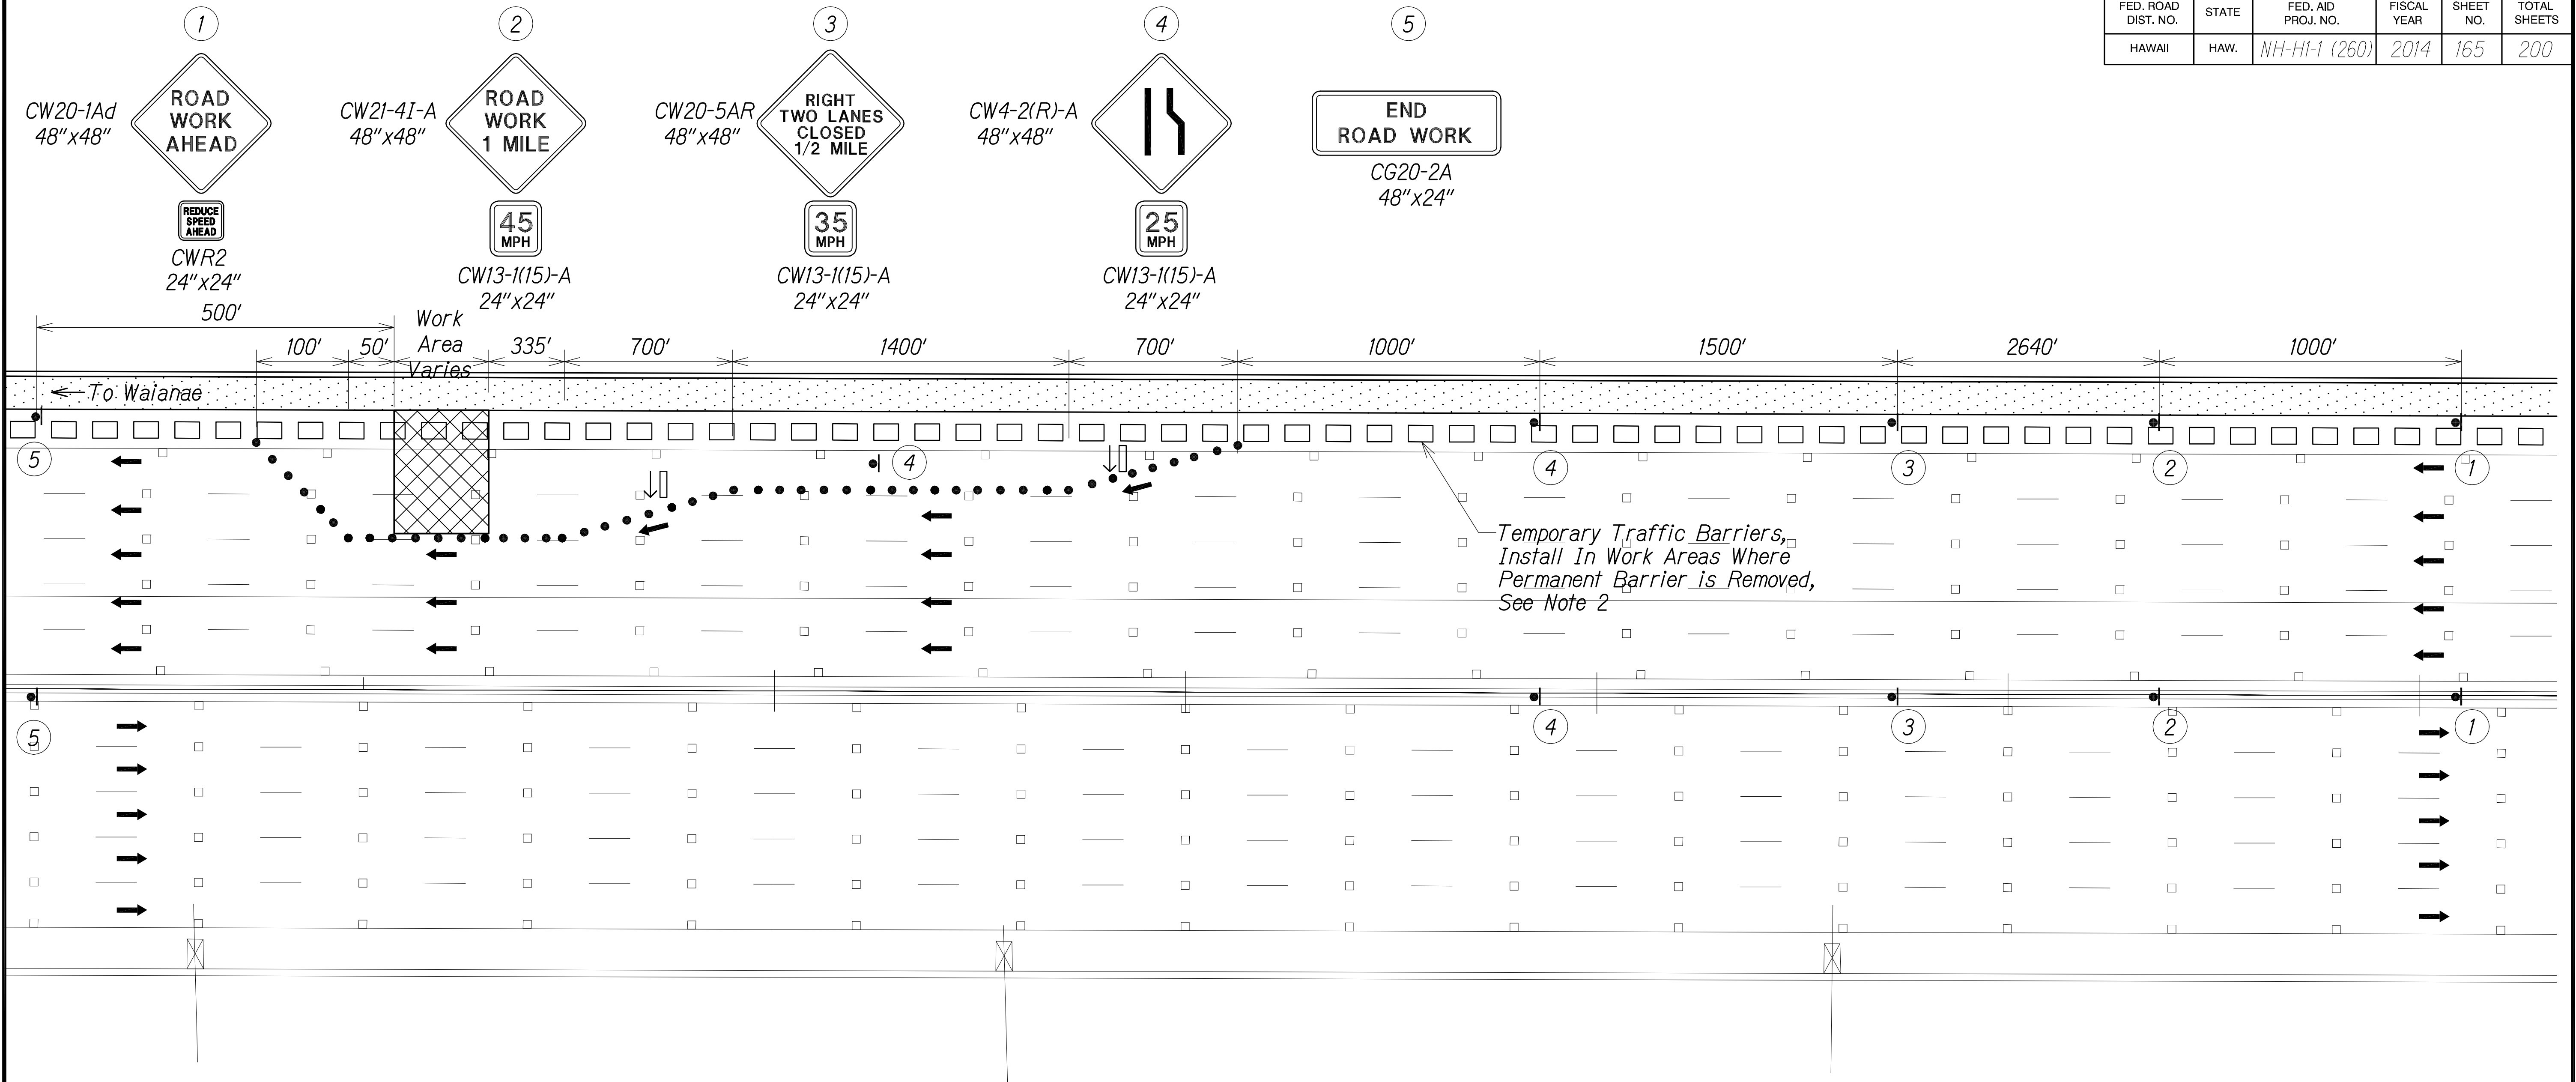 1
2
3
4
5
FED. ROAD DIST. NO.
STATE
FED. AID PROJ. NO.
FISCAL YEAR
SHEET NO.
TOTAL SHEETS
HAWAII
HAW.
NH-H1-1 (260)
2014
165
200
CW20-1Ad
48"x48"
ROAD
WORK
AHEAD
REDUCE
SPEED
AHEAD
CWR2
24"x24"
CW21-4I-A
48"x48"
ROAD
WORK
1 MILE
45
MPH
CW13-1(15)-A
24"x24"
CW20-5AR
48"x48"
RIGHT
TWO LANES
CLOSED
1/2 MILE
35
MPH
CW13-1(15)-A
24"x24"
CW4-2(R)-A
48"x48"
25
MPH
CW13-1(15)-A
24"x24"
END
ROAD WORK
CG20-2A
48"x24"
500'
100'
50'
Work
Area
Varies
335'
700'
1400'
700'
1000'
1500'
2640'
1000'
To Waianae
5
4
4
3
2
1
Temporary Traffic Barriers,
Install In Work Areas Where
Permanent Barrier is Removed,
See Note 2
5
4
3
2
1